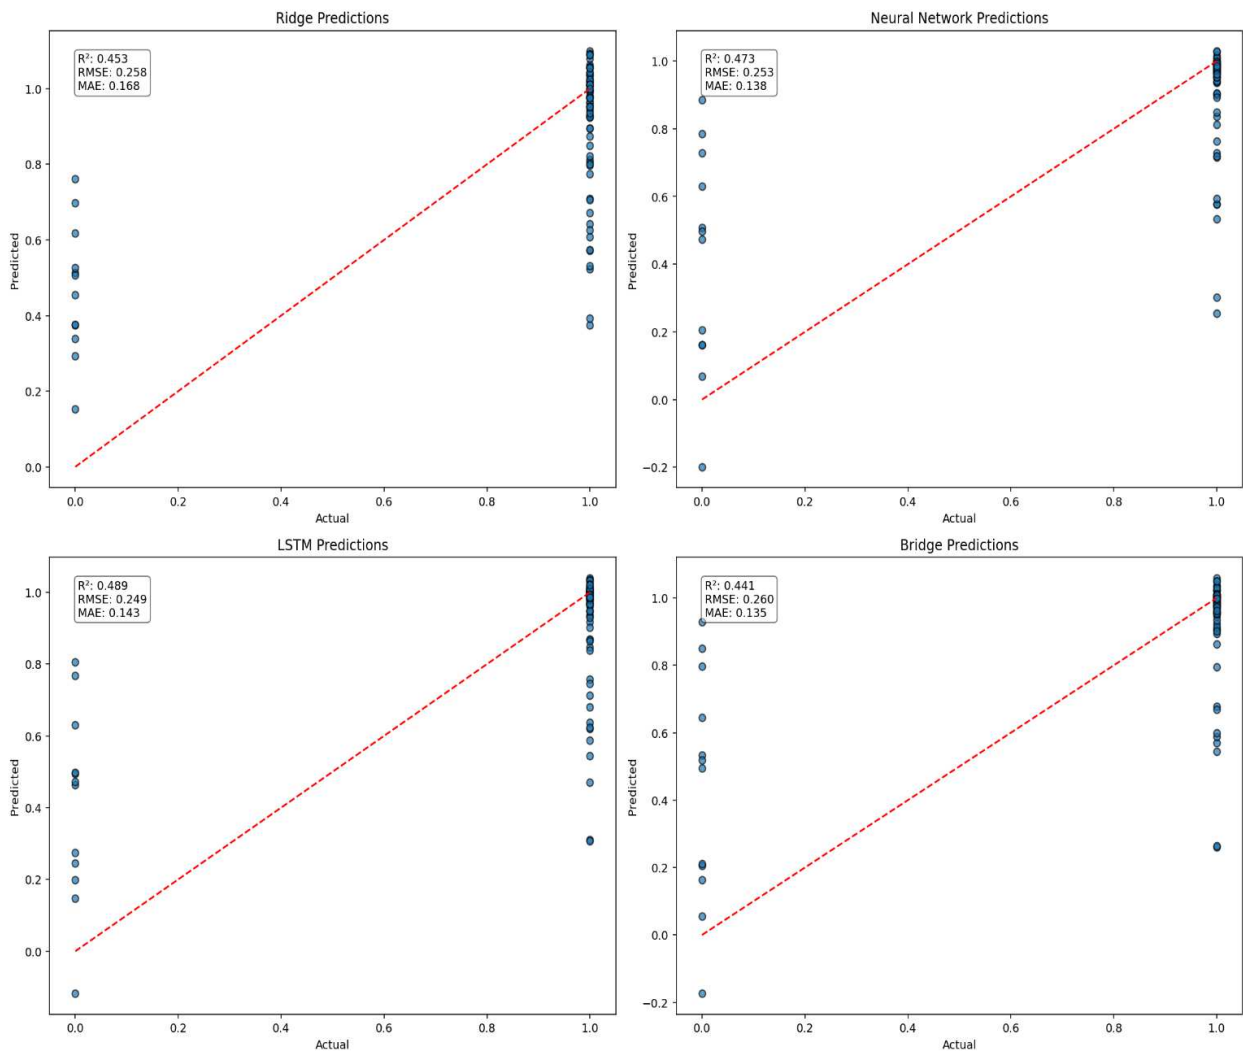 Ridge Predictions
R²: 0.453
RMSE: 0.258
MAE: 0.168
1.0
0.8
0.6
0.4
0.2
0.0
Predicted
0.0 0.2 0.4 0.6 0.8 1.0
Actual
Neural Network Predictions
R²: 0.473
RMSE: 0.253
MAE: 0.138
1.0
0.8
0.6
0.4
0.2
0.0
−0.2
Predicted
0.0 0.2 0.4 0.6 0.8 1.0
Actual
LSTM Predictions
R²: 0.489
RMSE: 0.249
MAE: 0.143
1.0
0.8
0.6
0.4
0.2
0.0
Predicted
0.0 0.2 0.4 0.6 0.8 1.0
Actual
Bridge Predictions
R²: 0.441
RMSE: 0.260
MAE: 0.135
1.0
0.8
0.6
0.4
0.2
0.0
−0.2
Predicted
0.0 0.2 0.4 0.6 0.8 1.0
Actual